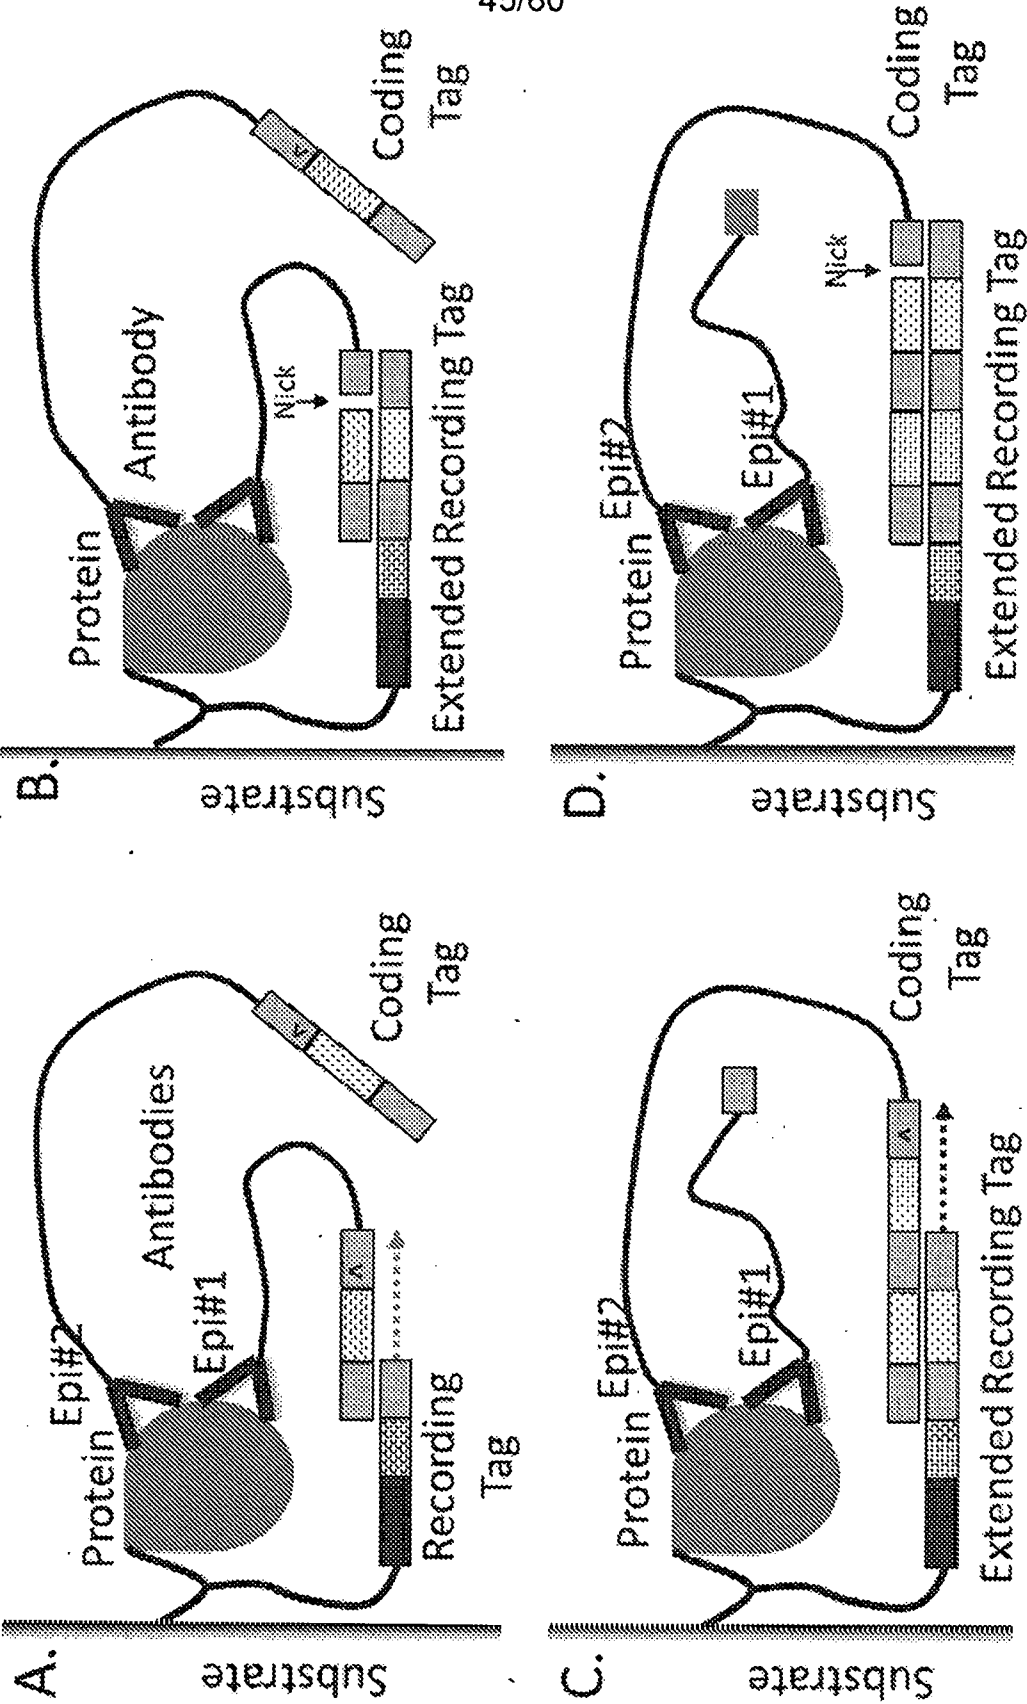 45/80
A.
Substrate
Protein
Epi#2
Epi#1
Antibodies
Recording
Tag
Coding
Tag
B.
Substrate
Protein
Antibody
Nick
Extended Recording Tag
Coding
Tag
C.
Substrate
Protein
Epi#2
Epi#1
Extended Recording Tag
Coding
Tag
D.
Substrate
Protein
Epi#2
Epi#1
Nick
Extended Recording Tag
Coding
Tag